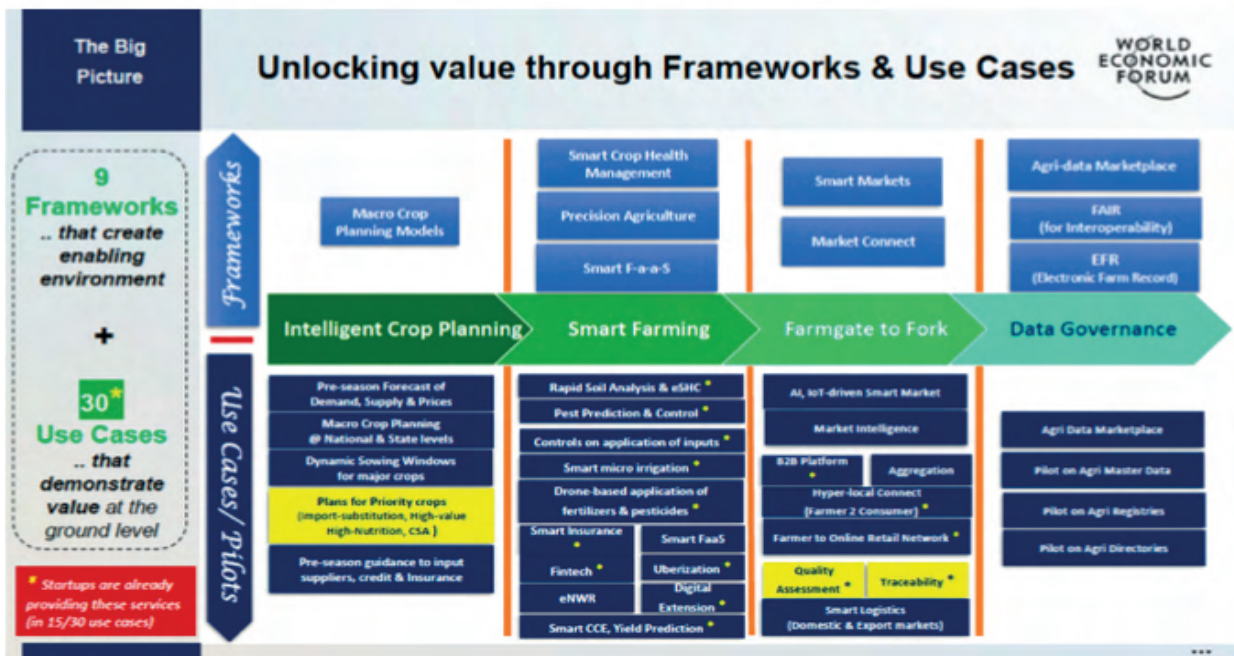 The Big
Picture
Unlocking value through Frameworks & Use Cases
WORLD
ECONOMIC
FORUM
9
Frameworks
.. that create
enabling
environment
+
30*
Use Cases
.. that
demonstrate
value at the
ground level
* Startups are already
providing these services
(in 15/30 use cases)
Frameworks
Macro Crop
Planning Models
Smart Crop Health
Management
Precision Agriculture
Smart F-a-a-S
Smart Markets
Market Connect
Agri-data Marketplace
FAIR
(for Interoperability)
EFR
(Electronic Farm Record)
Intelligent Crop Planning
Smart Farming
Farmgate to Fork
Data Governance
Use Cases/ Pilots
Pre-season Forecast of
Demand, Supply & Prices
Macro Crop Planning
@ National & State levels
Dynamic Sowing Windows
for major crops
Plans for Priority crops
(Import-substitution, High-value
High-Nutrition, CSA )
Pre-season guidance to input
suppliers, credit & Insurance
Rapid Soil Analysis & eSHC *
Pest Prediction & Control *
Controls on application of inputs *
Smart micro irrigation *
Drone-based application of
fertilizers & pesticides *
Smart Insurance *
Smart FaaS
Fintech *
Uberization *
eNWR
Digital
Extension *
Smart CCE, Yield Prediction *
AI, IoT-driven Smart Market
Market Intelligence
B2B Platform *
Aggregation
Hyper-local Connect
(Farmer 2 Consumer) *
Farmer to Online Retail Network *
Quality
Assessment *
Traceability *
Smart Logistics
(Domestic & Export markets)
Agri Data Marketplace
Pilot on Agri Master Data
Pilot on Agri Registries
Pilot on Agri Directories